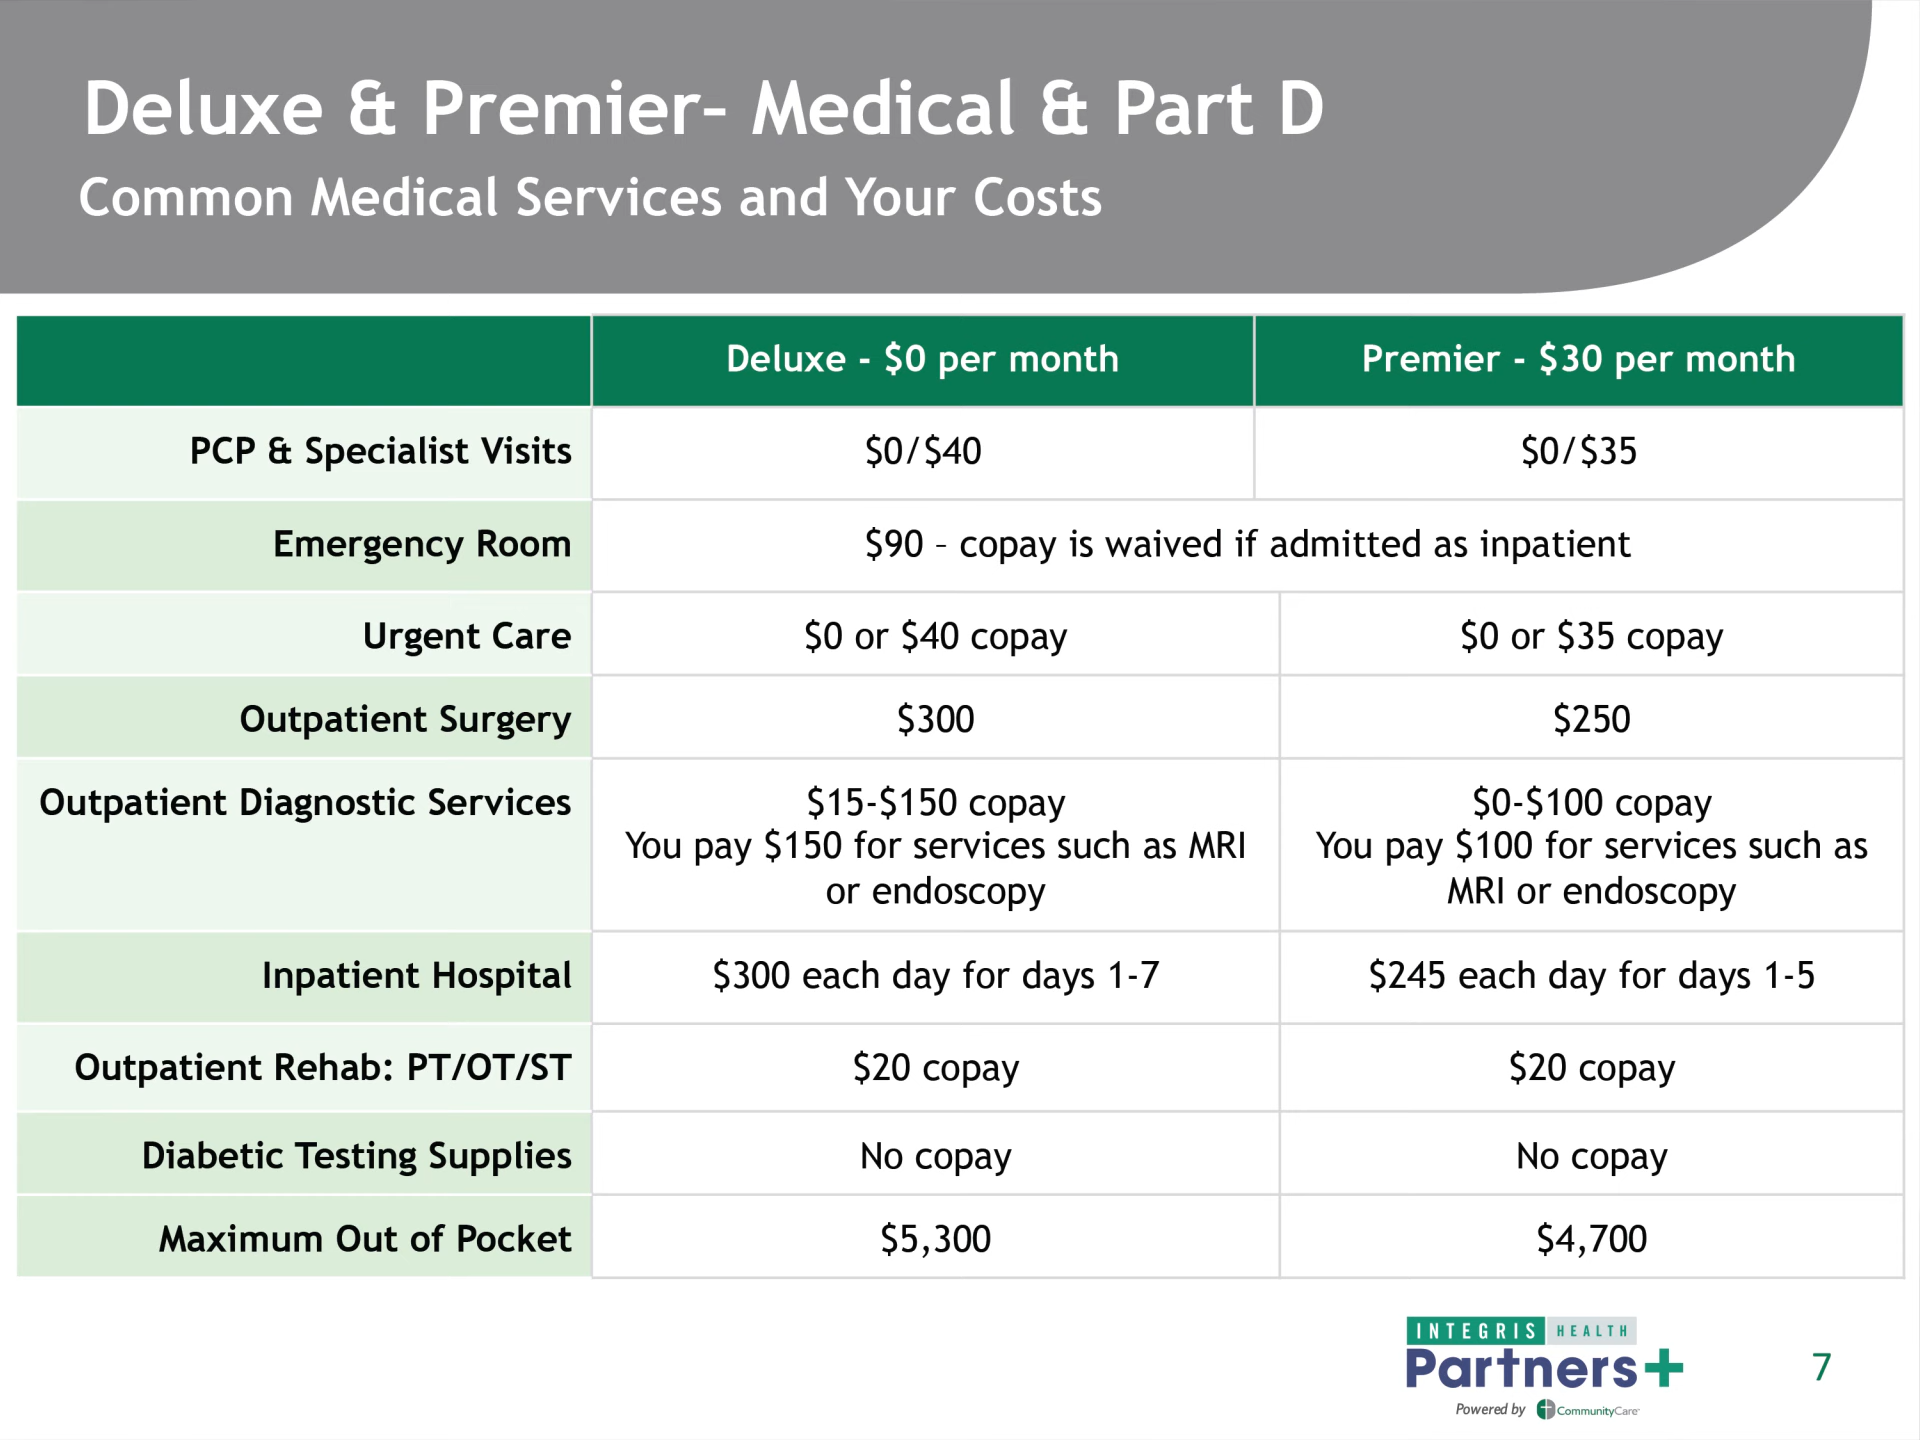 Deluxe & Premier– Medical & Part D
Common Medical Services and Your Costs
Deluxe - $0 per month
Premier - $30 per month
PCP & Specialist Visits
$0/$40
$0/$35
Emergency Room
$90 – copay is waived if admitted as inpatient
Urgent Care
$0 or $40 copay
$0 or $35 copay
Outpatient Surgery
$300
$250
Outpatient Diagnostic Services
$15-$150 copay
You pay $150 for services such as MRI
or endoscopy
$0-$100 copay
You pay $100 for services such as
MRI or endoscopy
Inpatient Hospital
$300 each day for days 1-7
$245 each day for days 1-5
Outpatient Rehab: PT/OT/ST
$20 copay
$20 copay
Diabetic Testing Supplies
No copay
No copay
Maximum Out of Pocket
$5,300
$4,700
INTEGRIS HEALTH
Partners+
Powered by CommunityCare
7